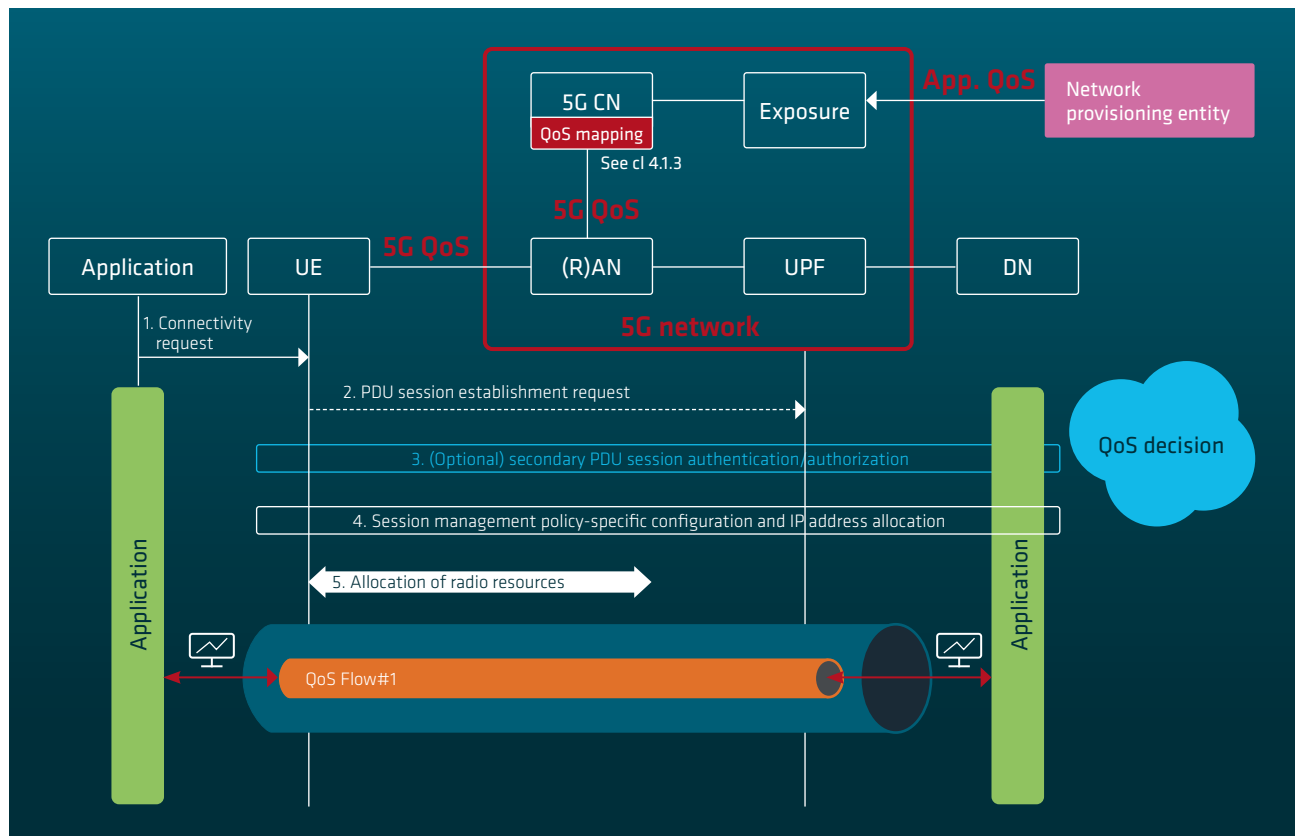 5G CN
QoS mapping
See cl 4.1.3
Exposure
App. QoS
Network
provisioning entity
5G QoS
5G QoS
Application
UE
(R)AN
UPF
DN
5G network
1. Connectivity
request
2. PDU session establishment request
3. (Optional) secondary PDU session authentication/authorization
QoS decision
4. Session management policy-specific configuration and IP address allocation
5. Allocation of radio resources
Application
Application
QoS Flow#1